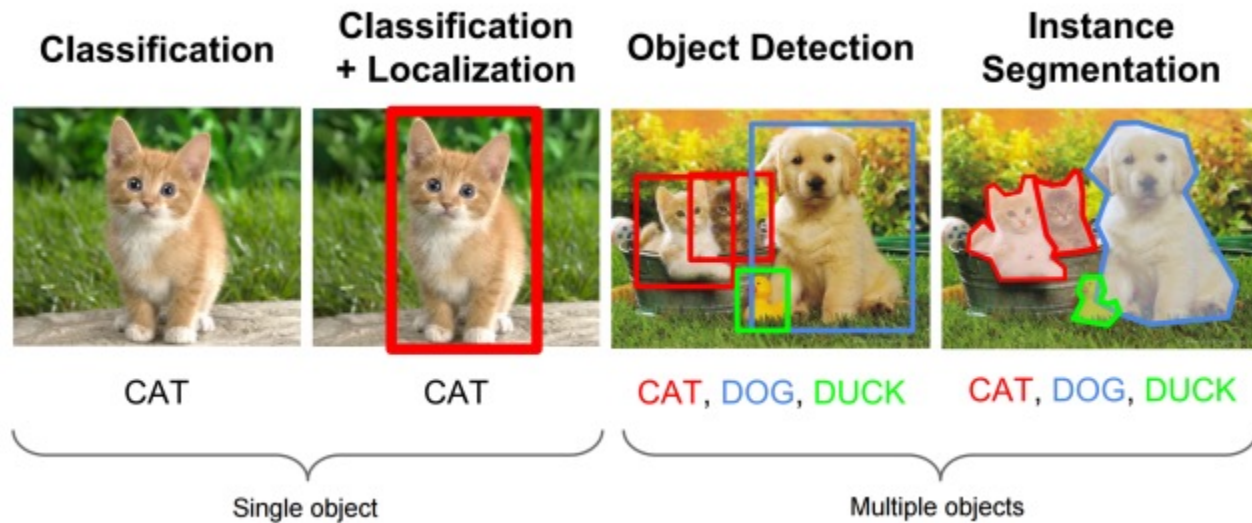 Classification
Classification
+ Localization
Object Detection
Instance
Segmentation
CAT
CAT
CAT, DOG, DUCK
CAT, DOG, DUCK
Single object
Multiple objects